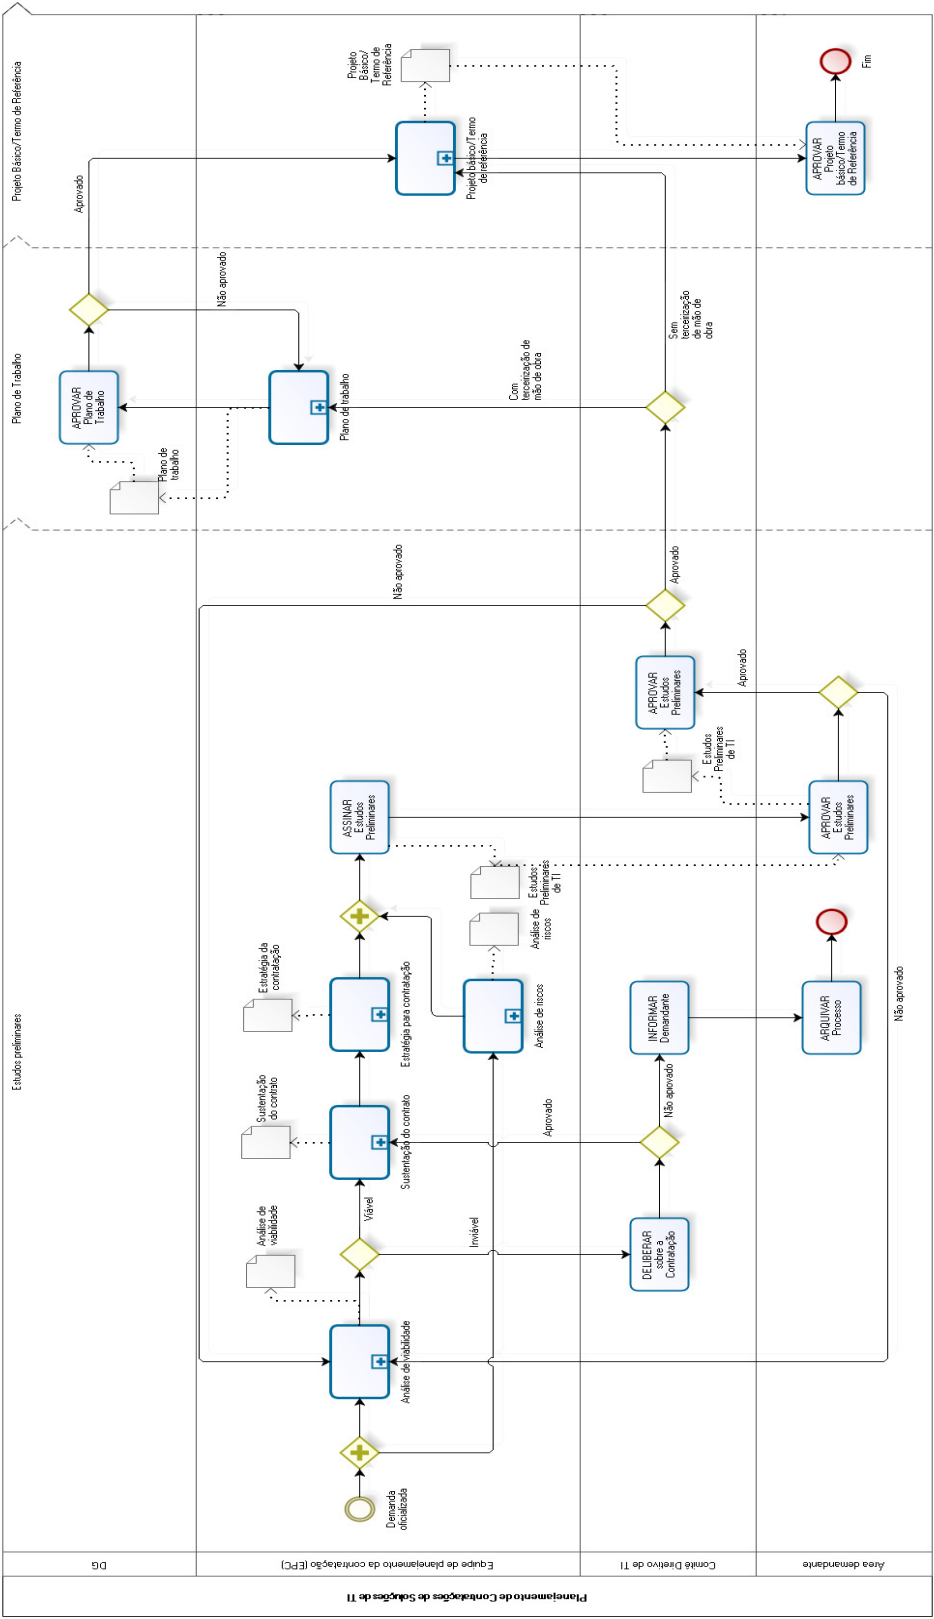 Planejamento de Contratações de Soluções de TI
DG
Equipe de planejamento da contratação (EPC)
Comitê Diretivo de TI
Área demandante
Estudos preliminares
Plano de Trabalho
Projeto Básico/Termo de Referência
APROVAR
Plano de
Trabalho
Plano de
trabalho
Aprovado
Não aprovado
Demanda
oficializada
Análise de viabilidade
Análise de
viabilidade
Viável
Inviável
Sustentação do contrato
Sustentação
do contrato
Estratégia para contratação
Estratégia da
contratação
Análise de riscos
Análise de
riscos
ASSINAR
Estudos
Preliminares
Estudos
Preliminares
de TI
Não aprovado
Plano de trabalho
Com
terceirização de
mão de obra
Projeto básico/Termo
de referência
Projeto
Básico/
Termo de
Referência
DELIBERAR
sobre a
Contratação
Aprovado
Não aprovado
INFORMAR
Demandante
APROVAR
Estudos
Preliminares
Estudos
Preliminares
de TI
Aprovado
Sem
terceirização
de mão de
obra
ARQUIVAR
Processo
APROVAR
Estudos
Preliminares
Aprovado
Não aprovado
APROVAR
Projeto
básico/Termo
de Referência
Fim